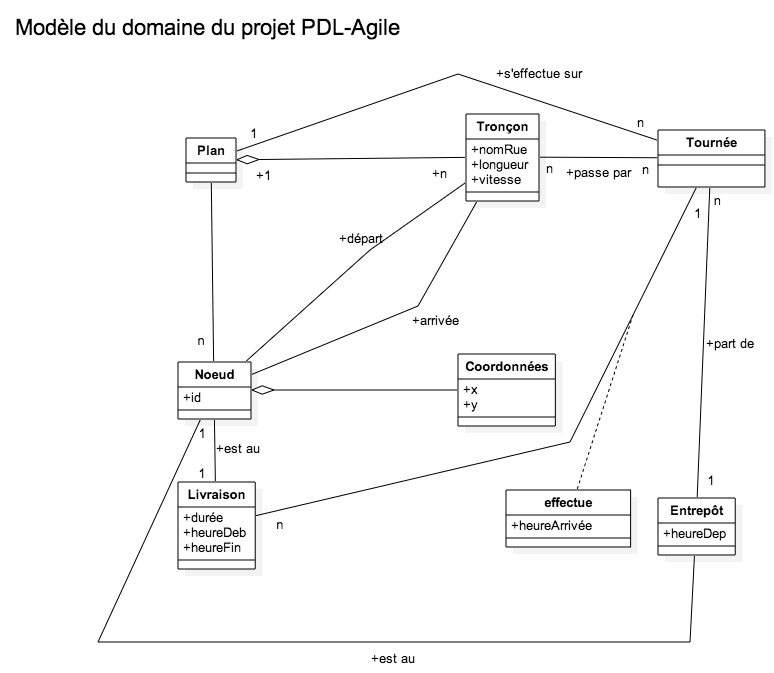 Modèle du domaine du projet PDL-Agile
+s'effectue sur
1
n
Plan
+1
+n
Tronçon
+nomRue
+longueur
+vitesse
n
+passe par
n
Tournée
1
n
+départ
+arrivée
+part de
n
Noeud
+id
Coordonnées
+x
+y
1
+est au
1
Livraison
+durée
+heureDeb
+heureFin
n
effectue
+heureArrivée
1
Entrepôt
+heureDep
+est au